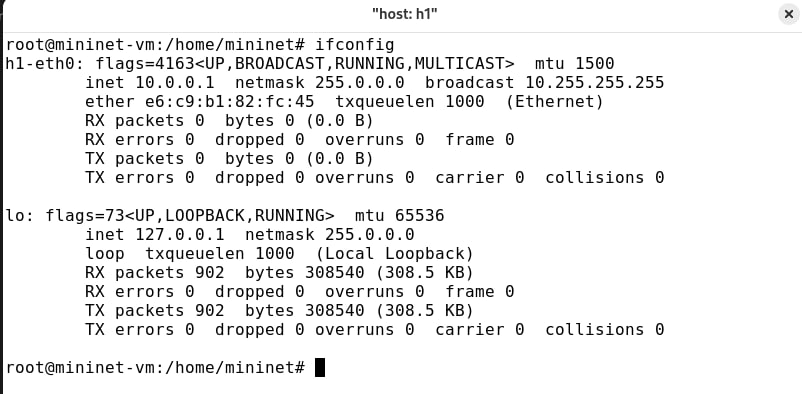 "host: h1"
root@mininet-vm:/home/mininet# ifconfig
h1-eth0: flags=4163<UP,BROADCAST,RUNNING,MULTICAST>  mtu 1500
        inet 10.0.0.1  netmask 255.0.0.0  broadcast 10.255.255.255
        ether e6:c9:b1:82:fc:45  txqueuelen 1000  (Ethernet)
        RX packets 0  bytes 0 (0.0 B)
        RX errors 0  dropped 0  overruns 0  frame 0
        TX packets 0  bytes 0 (0.0 B)
        TX errors 0  dropped 0 overruns 0  carrier 0  collisions 0

lo: flags=73<UP,LOOPBACK,RUNNING>  mtu 65536
        inet 127.0.0.1  netmask 255.0.0.0
        loop  txqueuelen 1000  (Local Loopback)
        RX packets 902  bytes 308540 (308.5 KB)
        RX errors 0  dropped 0  overruns 0  frame 0
        TX packets 902  bytes 308540 (308.5 KB)
        TX errors 0  dropped 0 overruns 0  carrier 0  collisions 0

root@mininet-vm:/home/mininet#